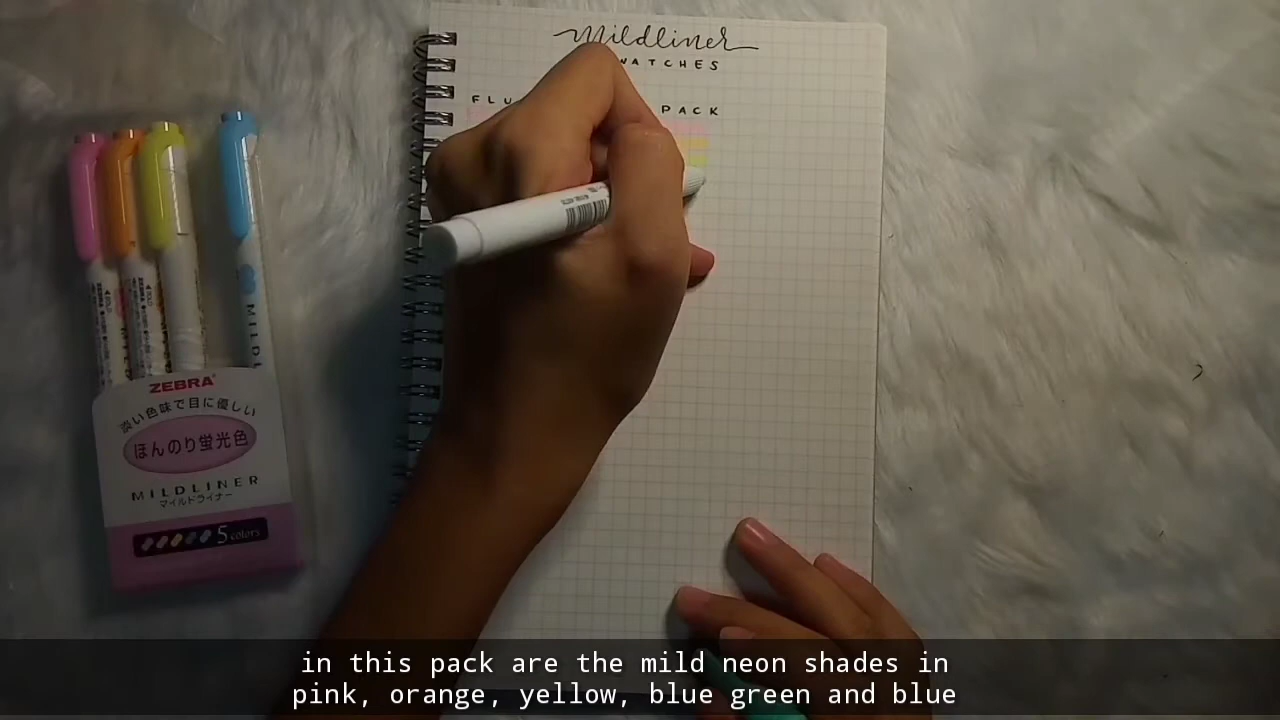 Mildliner
WATCHES
FLU PACK
ZEBRA
淡い色味で目に優しい
ほんのり蛍光色
MILDLINER
マイルドライナー
5 colors
MILDL
in this pack are the mild neon shades in
pink, orange, yellow, blue green and blue